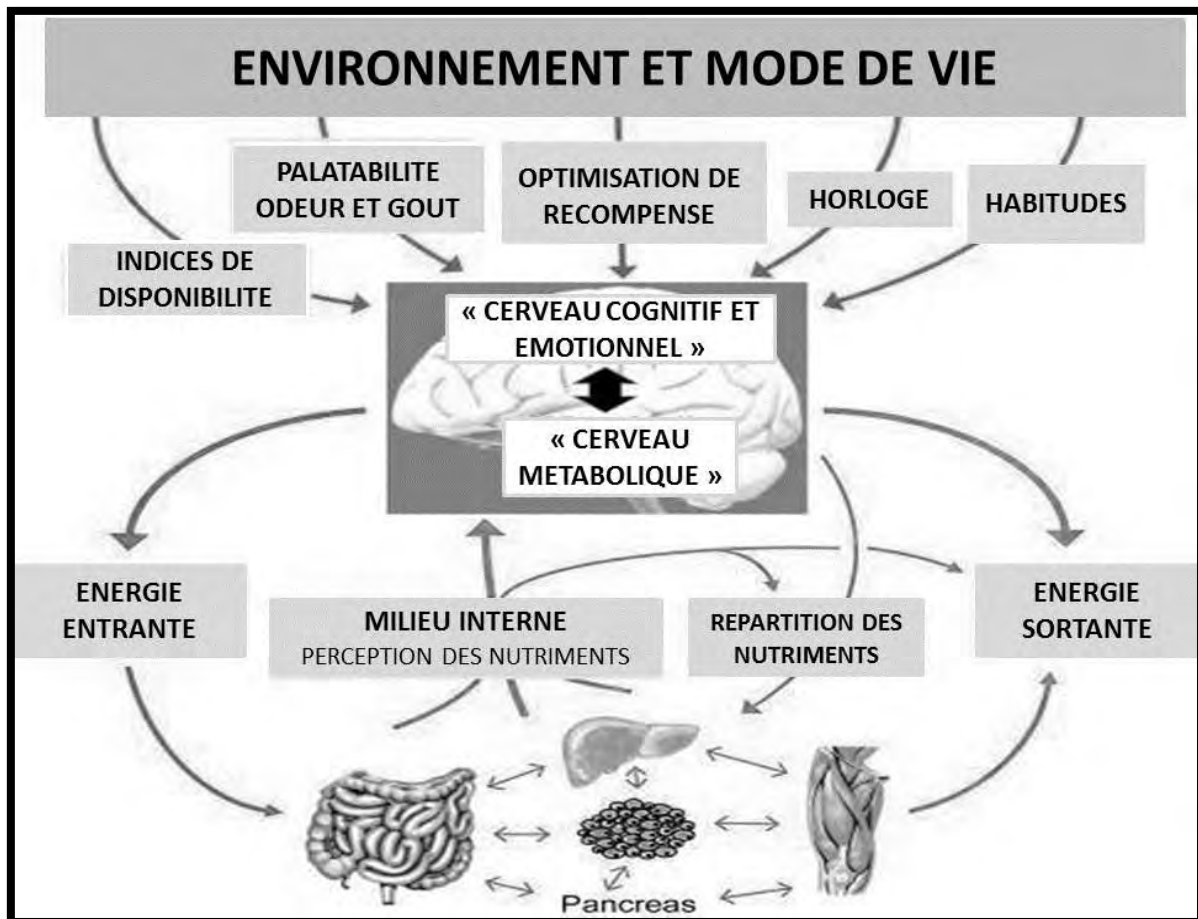 ENVIRONNEMENT ET MODE DE VIE
PALATABILITE
ODEUR ET GOUT
OPTIMISATION DE
RECOMPENSE
HORLOGE
HABITUDES
INDICES DE
DISPONIBILITE
« CERVEAU COGNITIF ET
EMOTIONNEL »
« CERVEAU
METABOLIQUE »
ENERGIE
ENTRANTE
MILIEU INTERNE
PERCEPTION DES NUTRIMENTS
REPARTITION DES
NUTRIMENTS
ENERGIE
SORTANTE
Pancreas